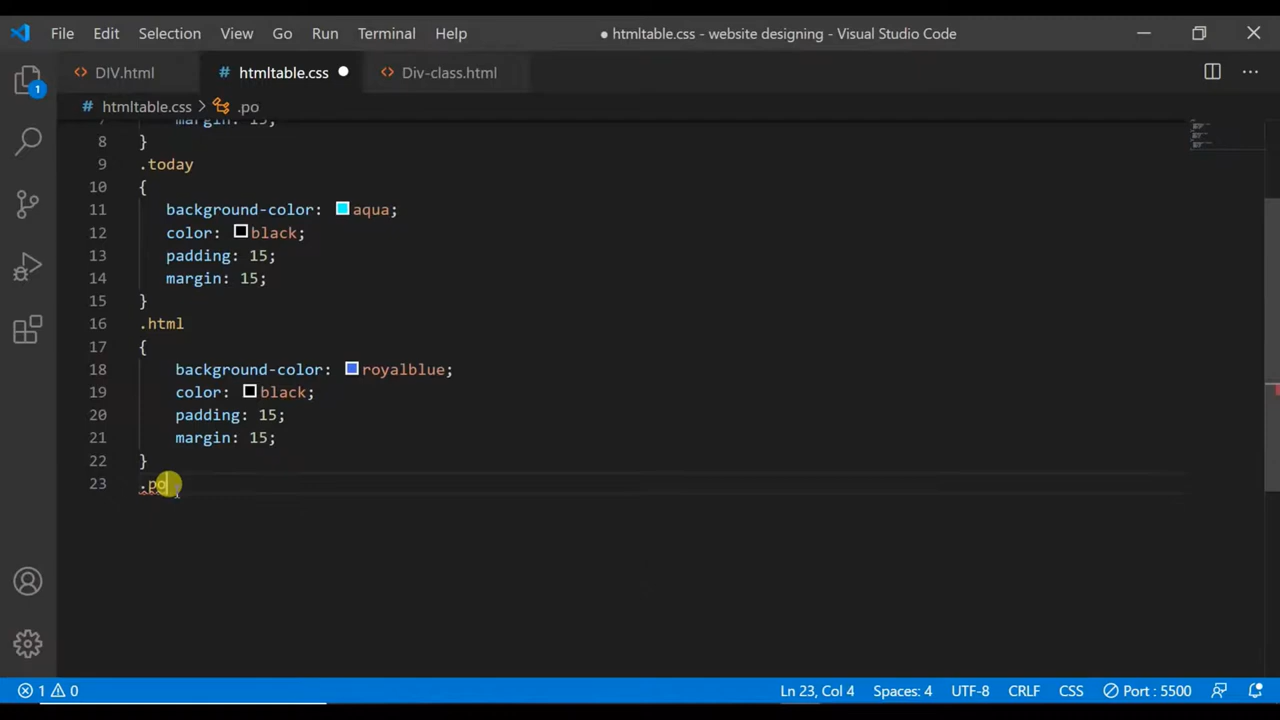 File Edit Selection View Go Run Terminal Help ● htmltable.css - website designing - Visual Studio Code
DIV.html # htmltable.css Div-class.html
1
# htmltable.css > .po
7 margin: 15;
8 }
9 .today
10 {
11 background-color: aqua;
12 color: black;
13 padding: 15;
14 margin: 15;
15 }
16 .html
17 {
18 background-color: royalblue;
19 color: black;
20 padding: 15;
21 margin: 15;
22 }
23 .po
1 0 Ln 23, Col 4 Spaces: 4 UTF-8 CRLF CSS Port : 5500